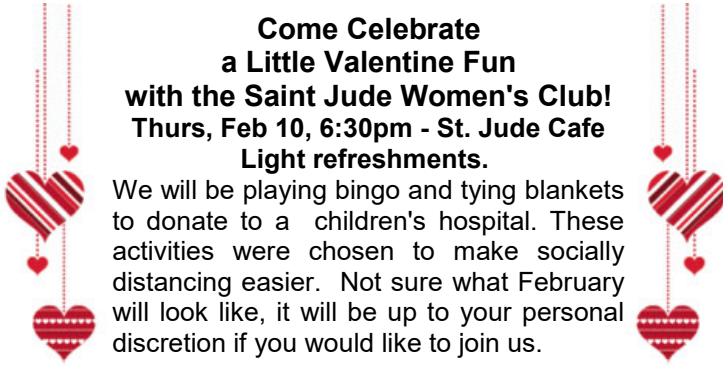 Come Celebrate
a Little Valentine Fun
with the Saint Jude Women's Club!
Thurs, Feb 10, 6:30pm - St. Jude Cafe
Light refreshments.
We will be playing bingo and tying blankets
to donate to a  children's hospital. These
activities were chosen to make socially
distancing easier.  Not sure what February
will look like, it will be up to your personal
discretion if you would like to join us.